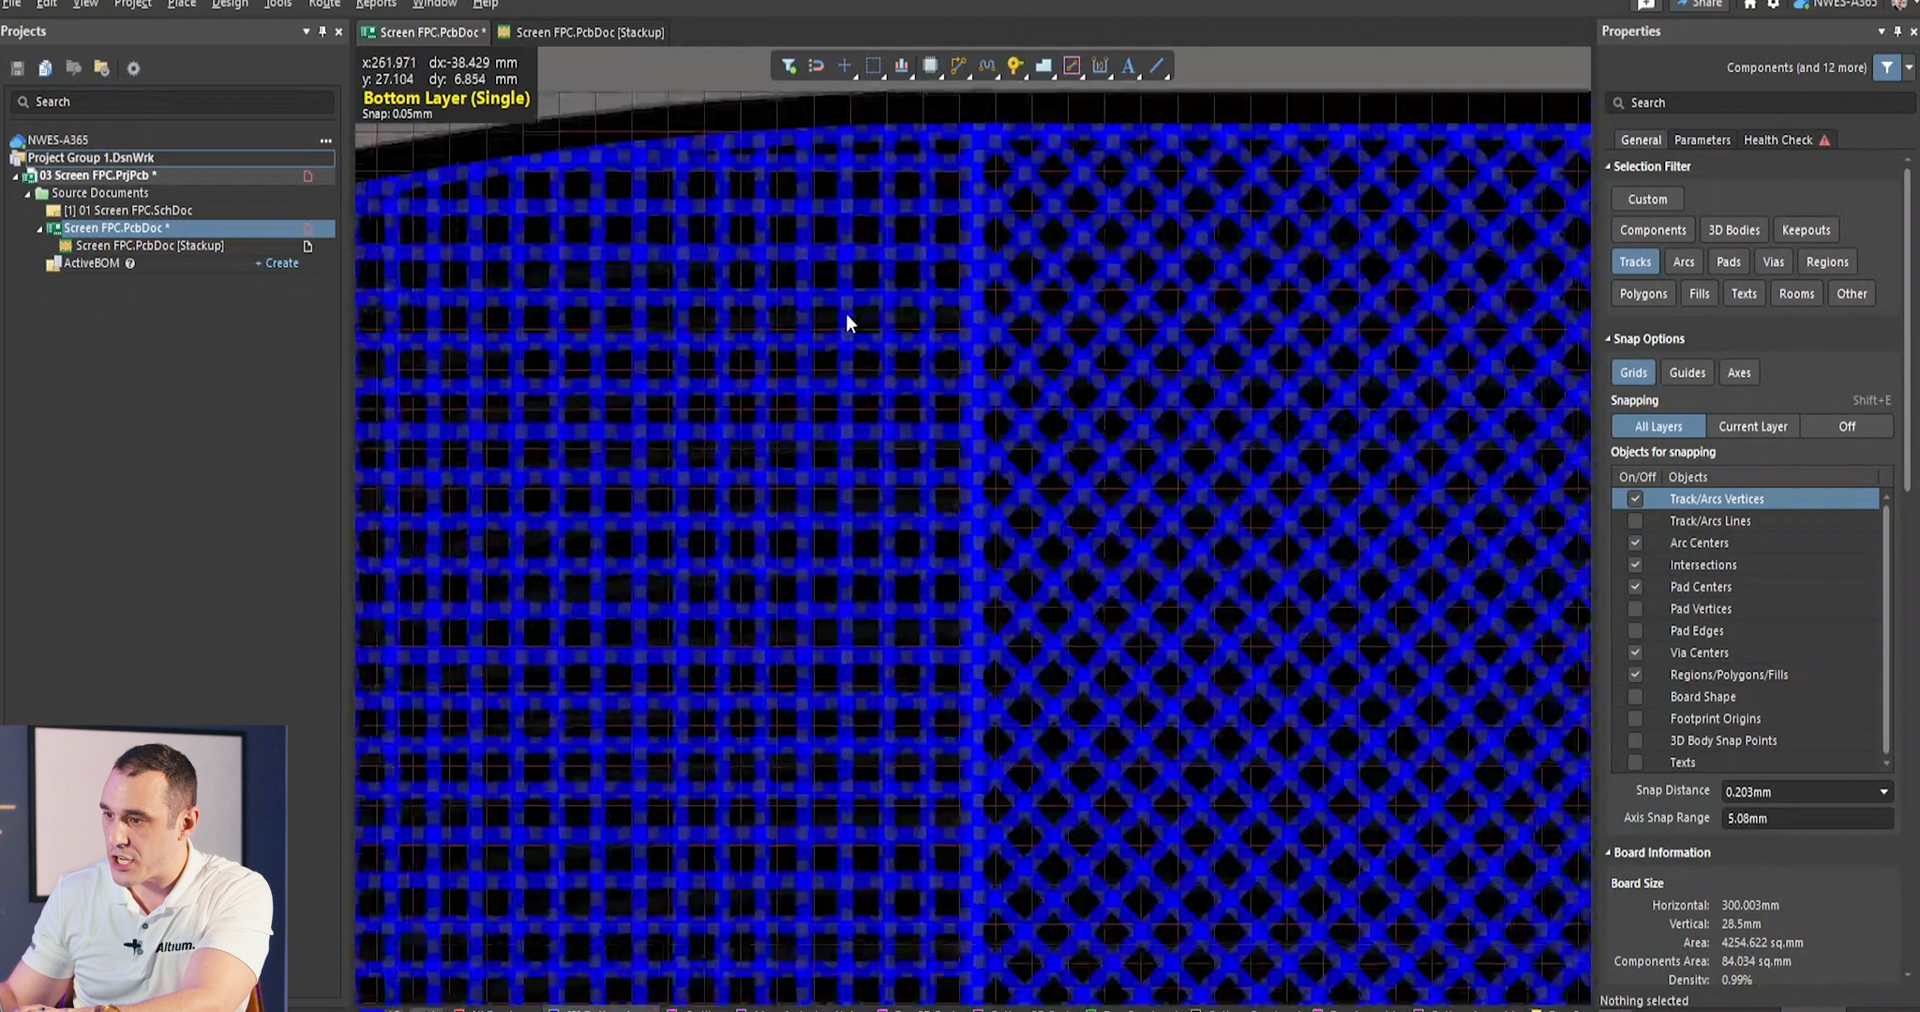 File Edit View Project Place Design Tools Route Reports Window Help
Share NWES-A365
Projects
Search
NWES-A365
Project Group 1.DsnWrk
03 Screen FPC.PrjPcb *
Source Documents
[1] 01 Screen FPC.SchDoc
Screen FPC.PcbDoc *
Screen FPC.PcbDoc [Stackup]
ActiveBOM ? + Create
Screen FPC.PcbDoc * Screen FPC.PcbDoc [Stackup]
x:261.971 dx:-38.429 mm
y: 27.104 dy: 6.854 mm
Bottom Layer (Single)
Snap: 0.05mm
A
Altium.
Properties
Components (and 12 more)
Search
General Parameters Health Check
Selection Filter
Custom
Components 3D Bodies Keepouts
Tracks Arcs Pads Vias Regions
Polygons Fills Texts Rooms Other
Snap Options
Grids Guides Axes
Snapping Shift+E
All Layers Current Layer Off
Objects for snapping
On/Off Objects
Track/Arcs Vertices
Track/Arcs Lines
Arc Centers
Intersections
Pad Centers
Pad Vertices
Pad Edges
Via Centers
Regions/Polygons/Fills
Board Shape
Footprint Origins
3D Body Snap Points
Texts
Snap Distance 0.203mm
Axis Snap Range 5.08mm
Board Information
Board Size
Horizontal: 300.003mm
Vertical: 28.5mm
Area: 4254.622 sq.mm
Components Area: 84.034 sq.mm
Density: 0.99%
Nothing selected